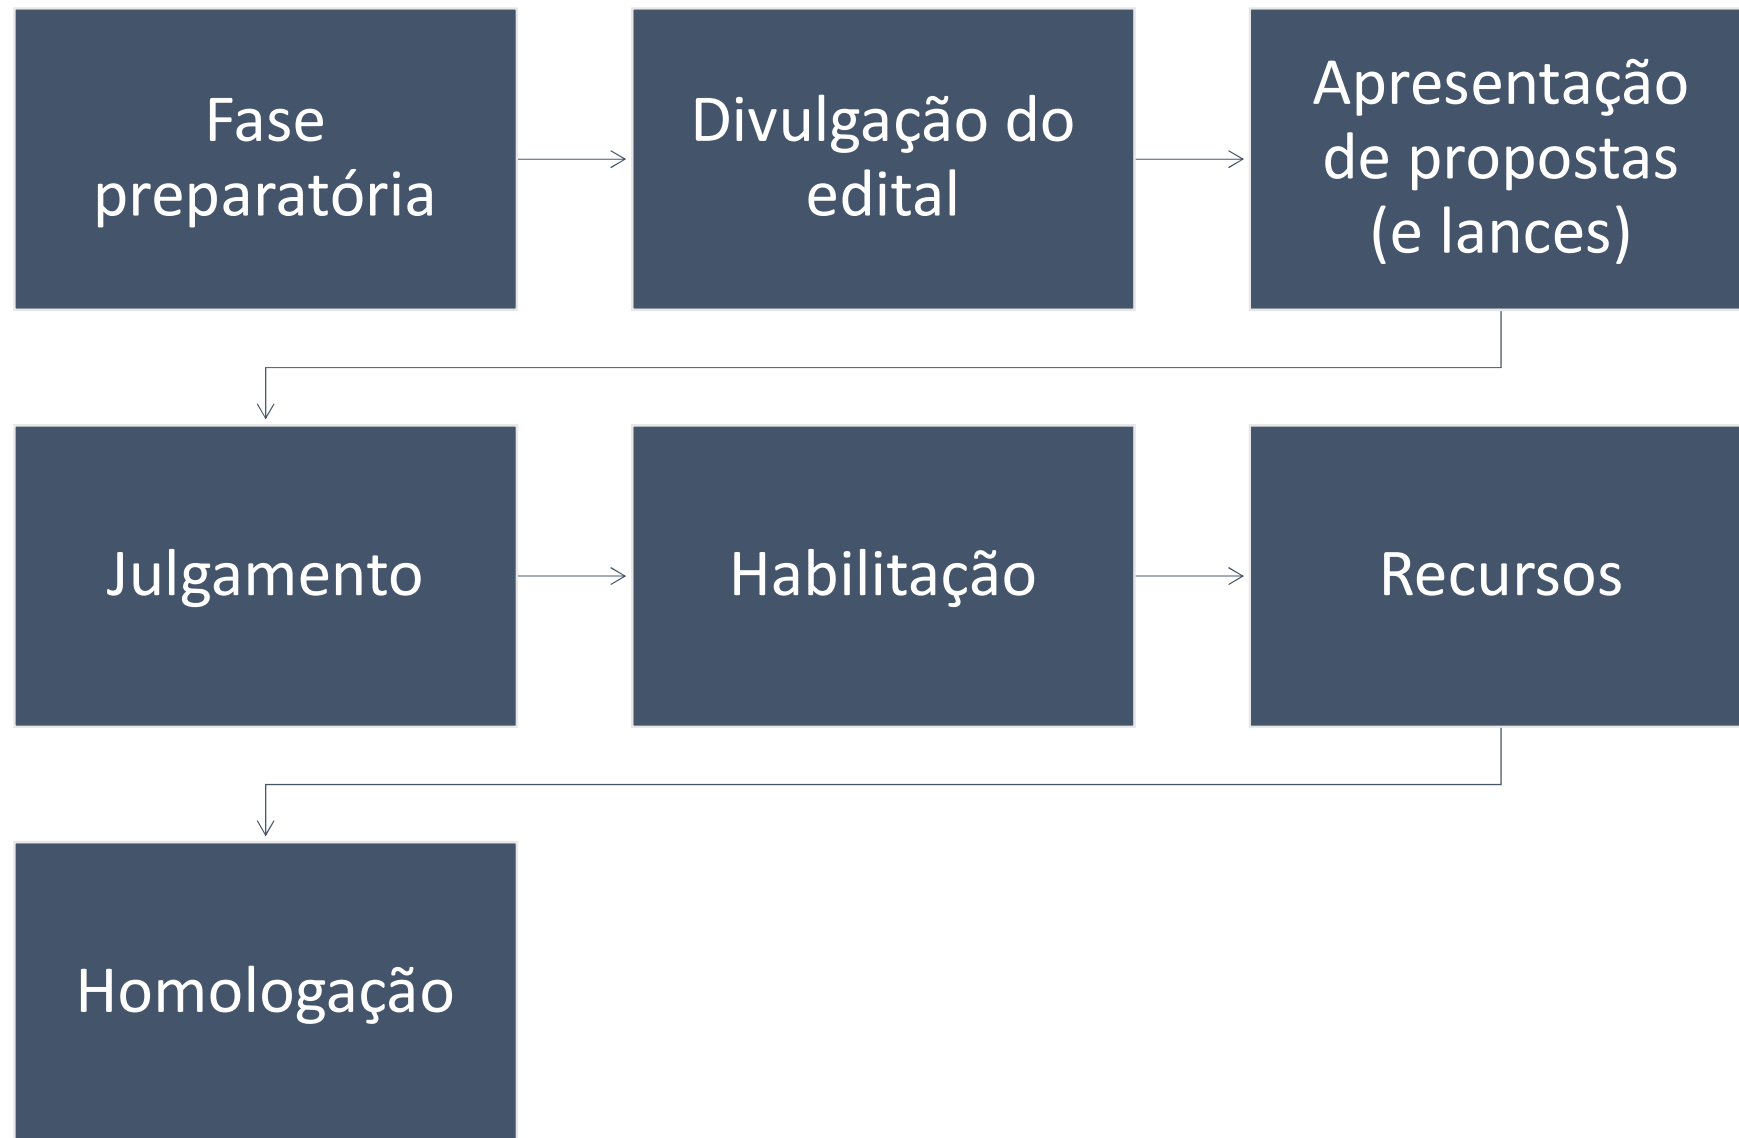 Fase
preparatória
Divulgação do
edital
Apresentação
de propostas
(e lances)
Julgamento
Habilitação
Recursos
Homologação